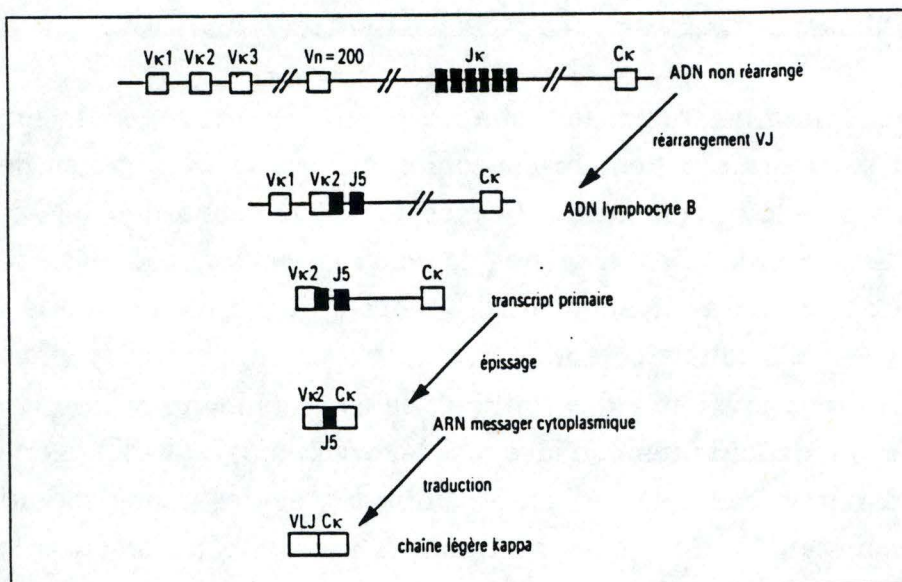 Vκ1 Vκ2 Vκ3 Vn = 200 Jκ Cκ
ADN non réarrangé
réarrangement VJ
Vκ1 Vκ2 J5 Cκ
ADN lymphocyte B
Vκ2 J5 Cκ
transcript primaire
épissage
Vκ2 Cκ
J5
ARN messager cytoplasmique
traduction
VLJ Cκ
chaîne légère kappa